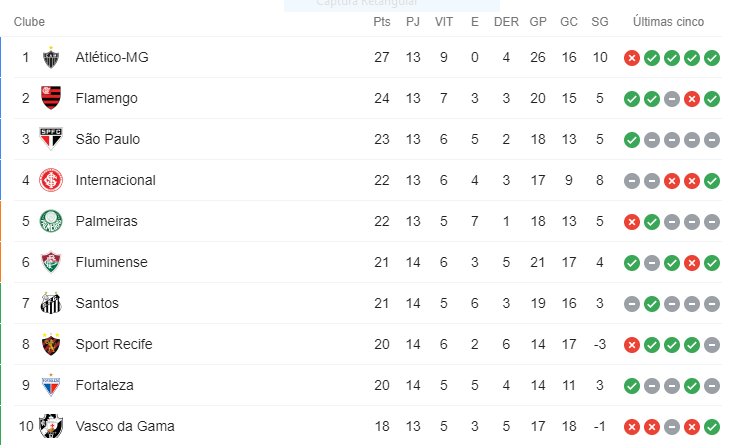 Captura Retangular
Clube Pts PJ VIT E DER GP GC SG Últimas cinco
1 Atlético-MG 27 13 9 0 4 26 16 10
2 Flamengo 24 13 7 3 3 20 15 5
SPFC
3 São Paulo 23 13 6 5 2 18 13 5
4 Internacional 22 13 6 4 3 17 9 8
5 Palmeiras 22 13 5 7 1 18 13 5
6 Fluminense 21 14 6 3 5 21 17 4
7 Santos 21 14 5 6 3 19 16 3
8 Sport Recife 20 14 6 2 6 14 17 -3
9 Fortaleza 20 14 5 5 4 14 11 3
10 Vasco da Gama 18 13 5 3 5 17 18 -1